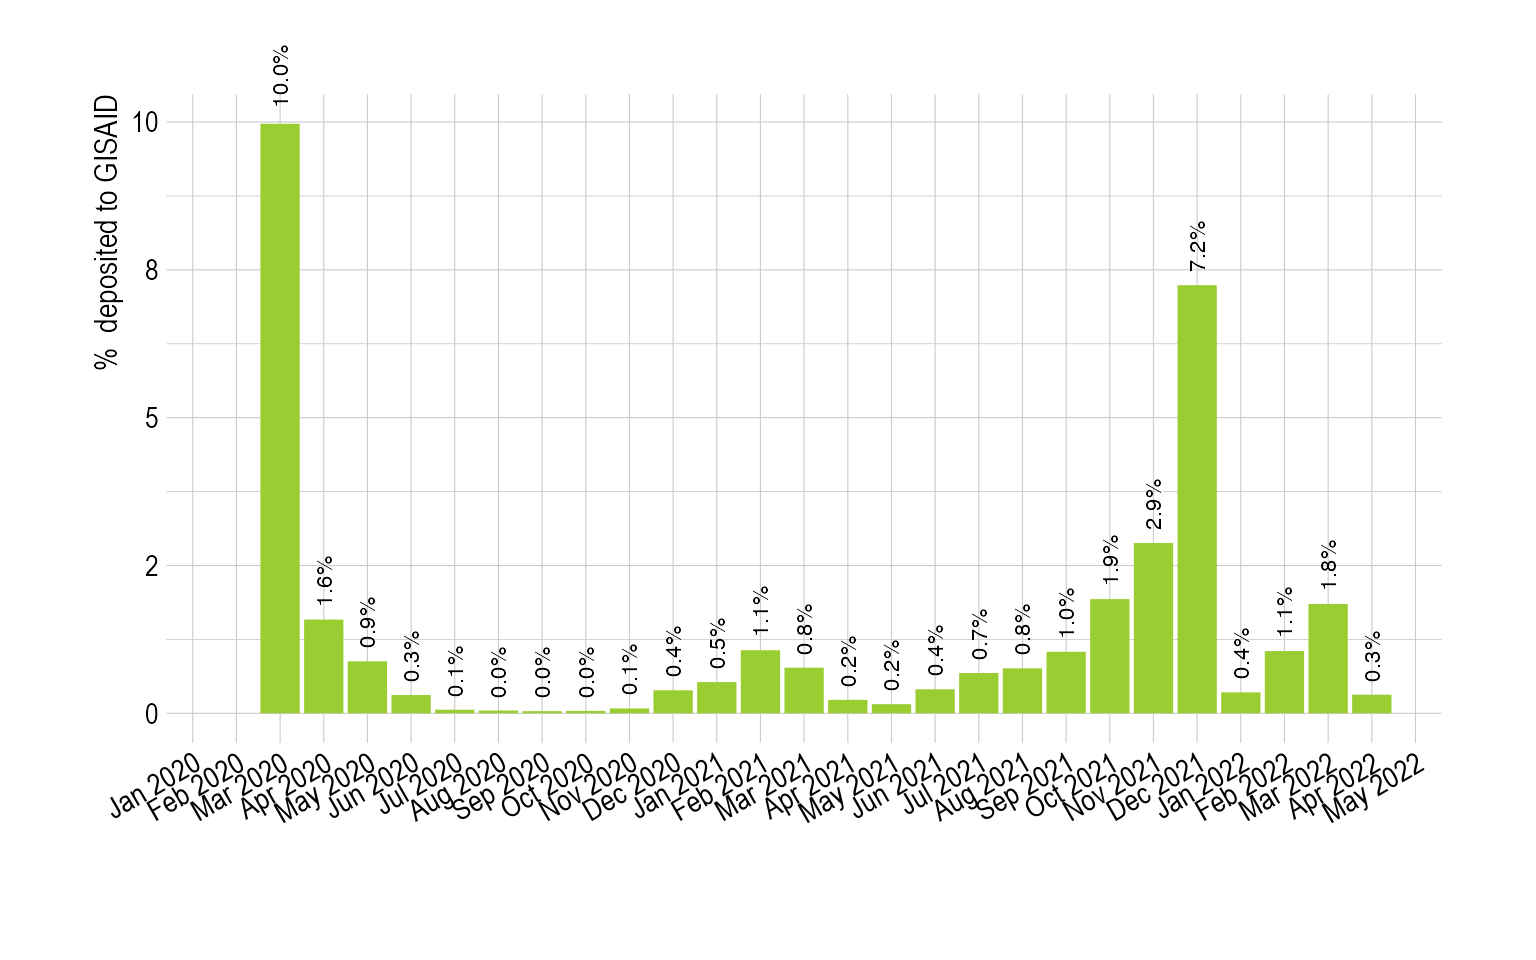 % deposited to GISAID
10
8
5
2
0
10.0%
1.6%
0.9%
0.3%
0.1%
0.0%
0.0%
0.0%
0.1%
0.4%
0.5%
1.1%
0.8%
0.2%
0.2%
0.4%
0.7%
0.8%
1.0%
1.9%
2.9%
7.2%
0.4%
1.1%
1.8%
0.3%
Jan 2020
Feb 2020
Mar 2020
Apr 2020
May 2020
Jun 2020
Jul 2020
Aug 2020
Sep 2020
Oct 2020
Nov 2020
Dec 2020
Jan 2021
Feb 2021
Mar 2021
Apr 2021
May 2021
Jun 2021
Jul 2021
Aug 2021
Sep 2021
Oct 2021
Nov 2021
Dec 2021
Jan 2022
Feb 2022
Mar 2022
Apr 2022
May 2022